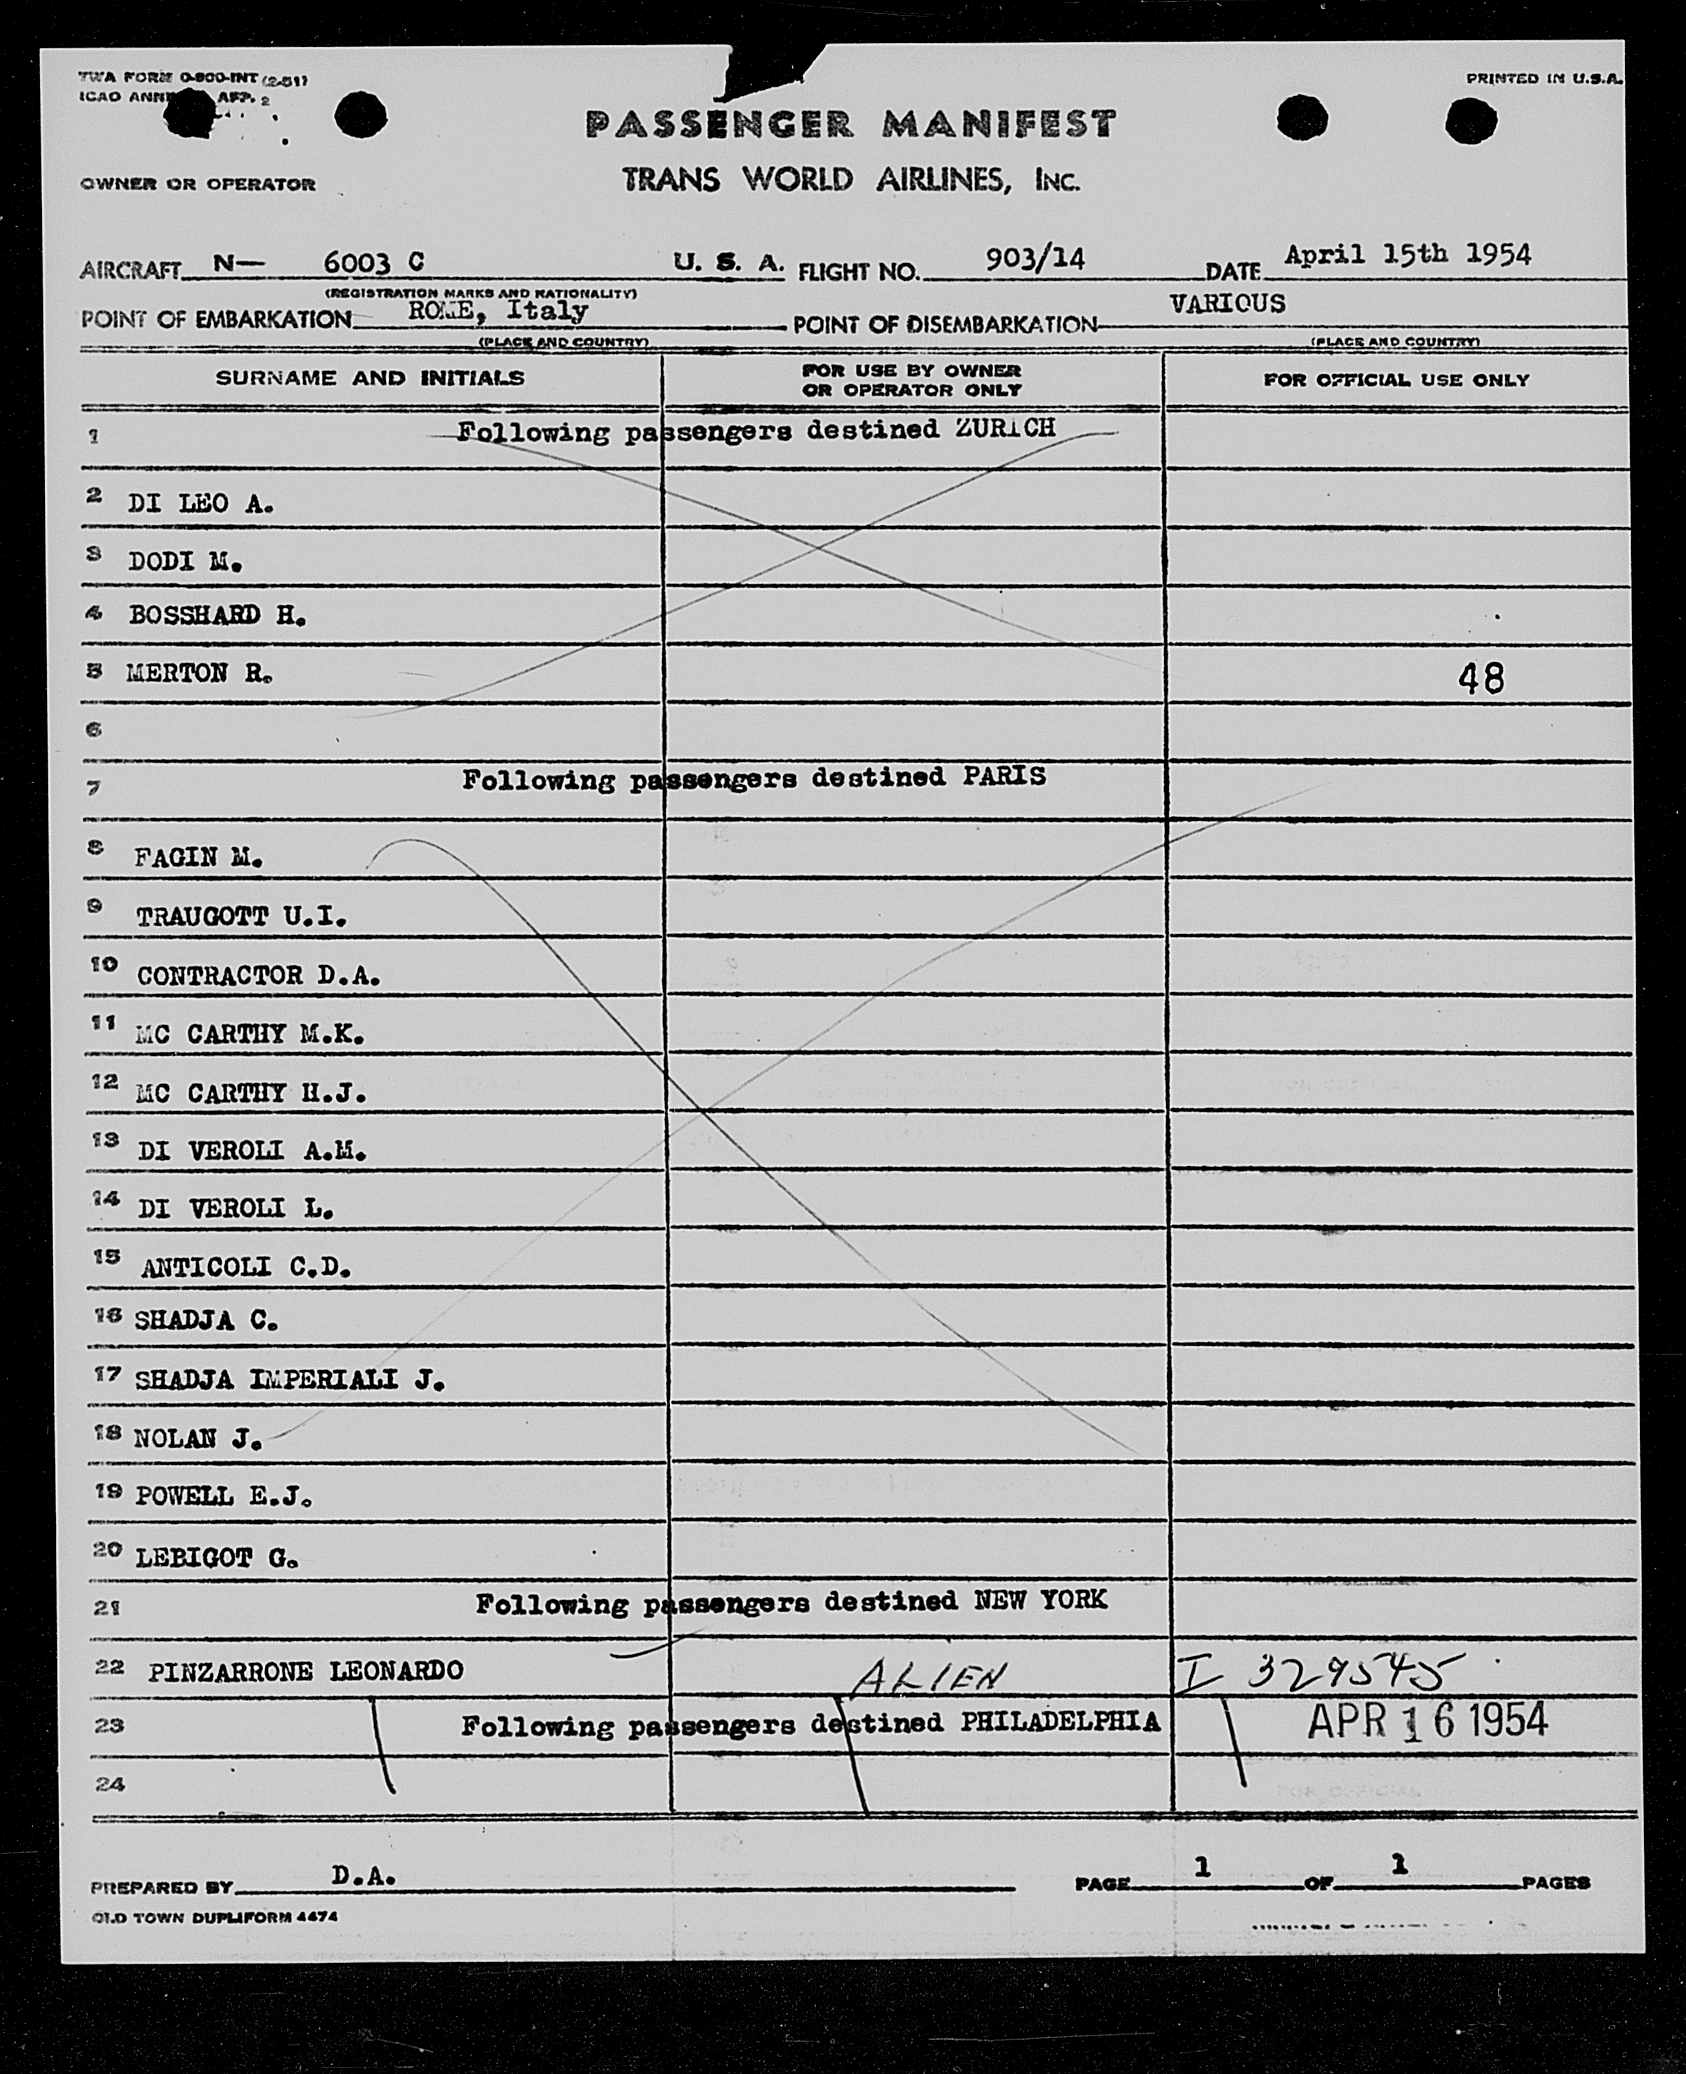 TWA FORM 0-800-INT (2-51)
ICAO APP. 2
PRINTED IN U.S.A.
PASSENGER MANIFEST
OWNER OR OPERATOR
TRANS WORLD AIRLINES, INC.
AIRCRAFT N— 6003 C U. S. A. FLIGHT NO. 903/14 DATE April 15th 1954
(REGISTRATION MARKS AND NATIONALITY)
POINT OF EMBARKATION ROME, Italy POINT OF DISEMBARKATION VARIOUS
(PLACE AND COUNTRY) (PLACE AND COUNTRY)
SURNAME AND INITIALS FOR USE BY OWNER OR OPERATOR ONLY FOR OFFICIAL USE ONLY
1 Following passengers destined ZURICH
2 DI LEO A.
3 DODI M.
4 BOSSHARD H.
5 MERTON R. 48
6
7 Following passengers destined PARIS
8 FAGIN M.
9 TRAUGOTT U.I.
10 CONTRACTOR D.A.
11 MC CARTHY M.K.
12 MC CARTHY H.J.
13 DI VEROLI A.M.
14 DI VEROLI L.
15 ANTICOLI C.D.
16 SHADJA C.
17 SHADJA IMPERIALI J.
18 NOLAN J.
19 POWELL E.J.
20 LEBIGOT G.
21 Following passengers destined NEW YORK
22 PINZARRONE LEONARDO ALIEN I 329545
23 Following passengers destined PHILADELPHIA APR 16 1954
24
PREPARED BY D.A. PAGE 1 OF 1 PAGES
OLD TOWN DUPLIFORM 4474